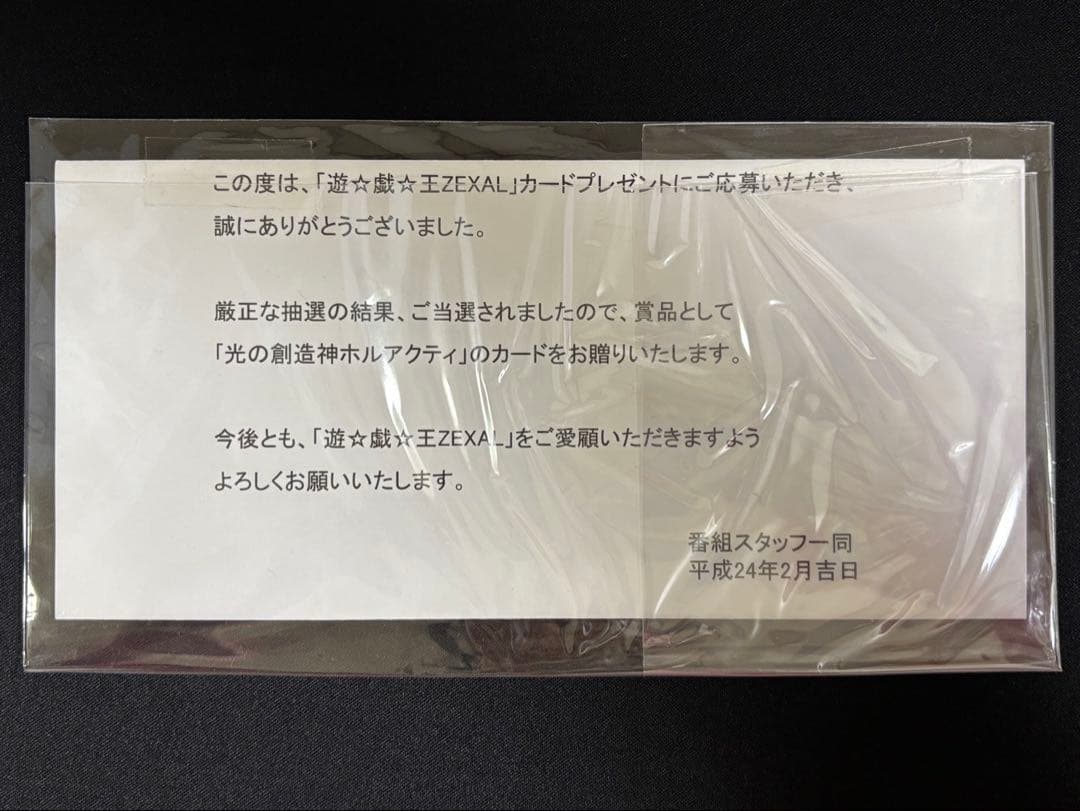 この度は、「遊☆戯☆王ZEXAL」カードプレゼントにご応募いただき、
誠にありがとうございました。
厳正な抽選の結果、ご当選されましたので、賞品として
「光の創造神ホルアクティ」のカードをお贈りいたします。
今後とも、「遊☆戯☆王ZEXAL」をご愛顧いただきますよう
よろしくお願いいたします。
番組スタッフ一同
平成24年2月吉日